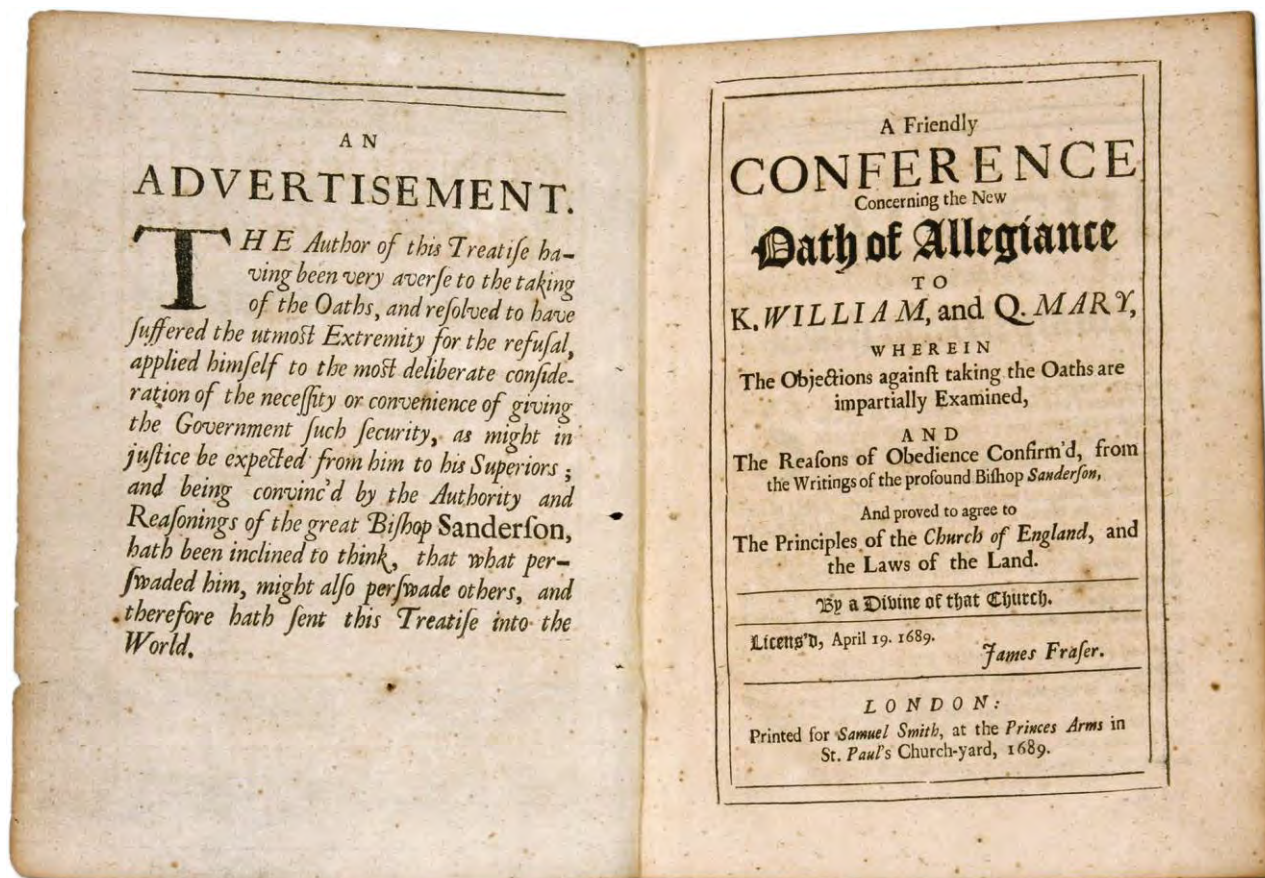 AN
ADVERTISEMENT.
THE Author of this Treatiſe ha-
ving been very averſe to the taking
of the Oaths, and reſolved to have
ſuffered the utmoſt Extremity for the refuſal,
applied himſelf to the moſt deliberate conſide-
ration of the neceſſity or convenience of giving
the Government ſuch ſecurity, as might in
juſtice be expected from him to his Superiors;
and being convinc'd by the Authority and
Reaſonings of the great Biſhop Sanderſon,
hath been inclined to think, that what per-
ſwaded him, might alſo perſwade others, and
therefore hath ſent this Treatiſe into the
World.
A Friendly
CONFERENCE
Concerning the New
Oath of Allegiance
TO
K. WILLIAM, and Q. MARY,
WHEREIN
The Objections againſt taking the Oaths are
impartially Examined,
AND
The Reaſons of Obedience Confirm'd, from
the Writings of the profound Biſhop Sanderſon,
And proved to agree to
The Principles of the Church of England, and
the Laws of the Land.
By a Divine of that Church.
Licens'd, April 19. 1689.
James Fraſer.
LONDON:
Printed for Samuel Smith, at the Princes Arms in
St. Paul's Church-yard, 1689.